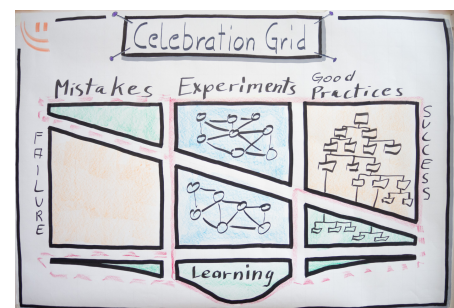 Celebration Grid
Mistakes Experiments Good Practices
FAILURE
SUCCESS
Learning